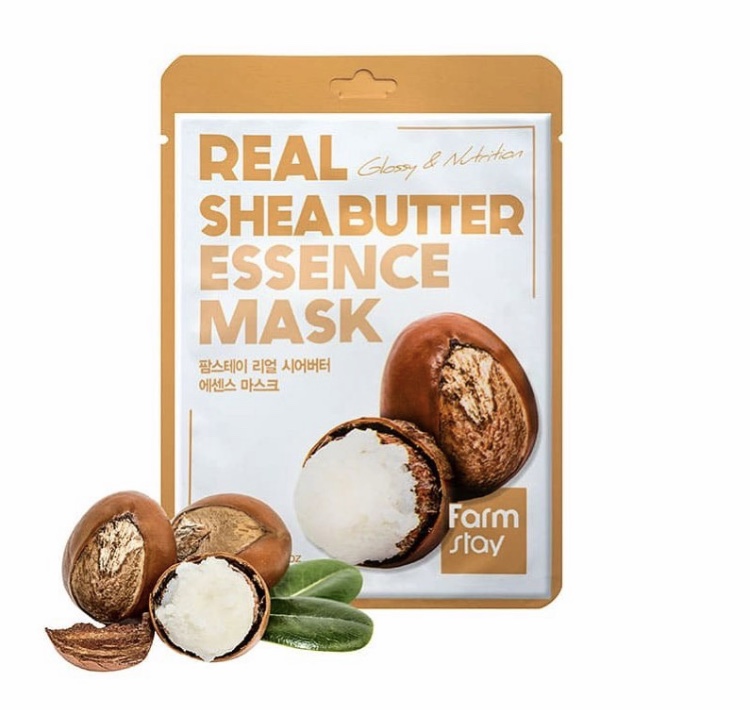 REAL Glossy & Nutrition
SHEA BUTTER
ESSENCE
MASK
팜스테이 리얼 시어버터
에센스 마스크
Farm
stay